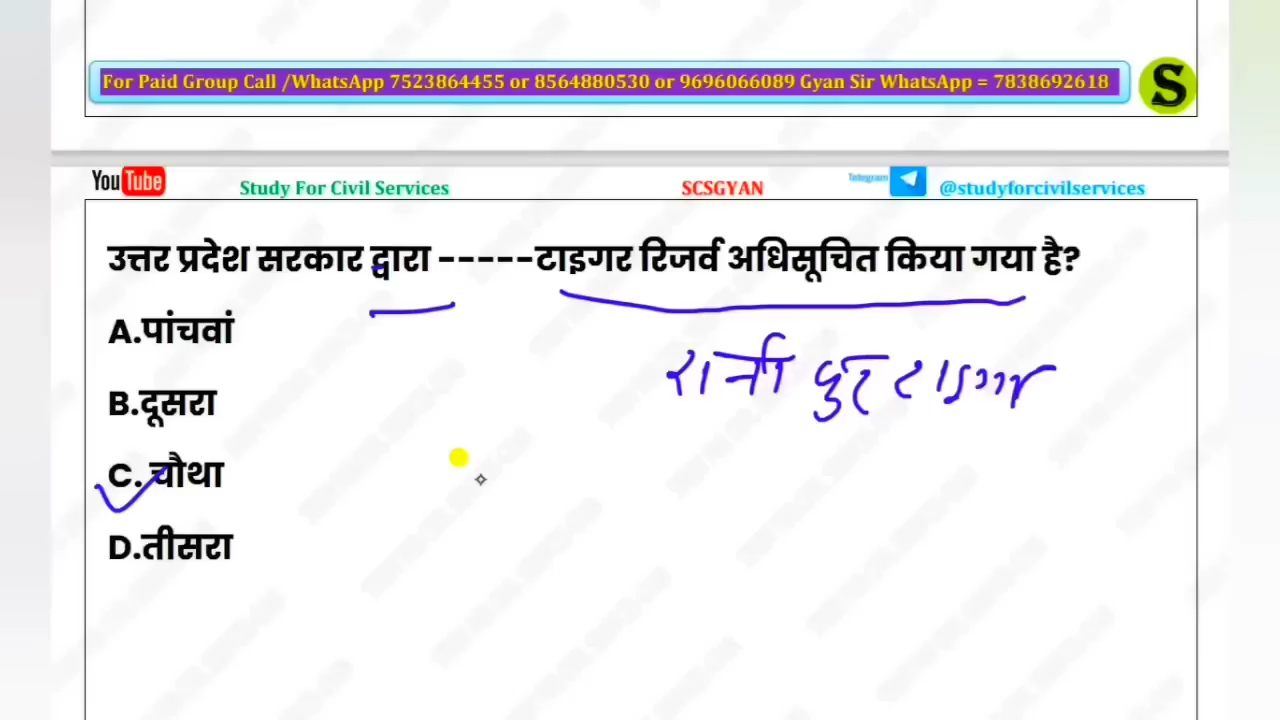 For Paid Group Call /WhatsApp 7523864455 or 8564880530 or 9696066089 Gyan Sir WhatsApp = 7838692618
S
YouTube
Study For Civil Services
SCSGYAN
Telegram
@studyforcivilservices
उत्तर प्रदेश सरकार द्वारा -----टाइगर रिजर्व अधिसूचित किया गया है?
A.पांचवां
रानी पुर टाइगर
B.दूसरा
C. चौथा
D.तीसरा